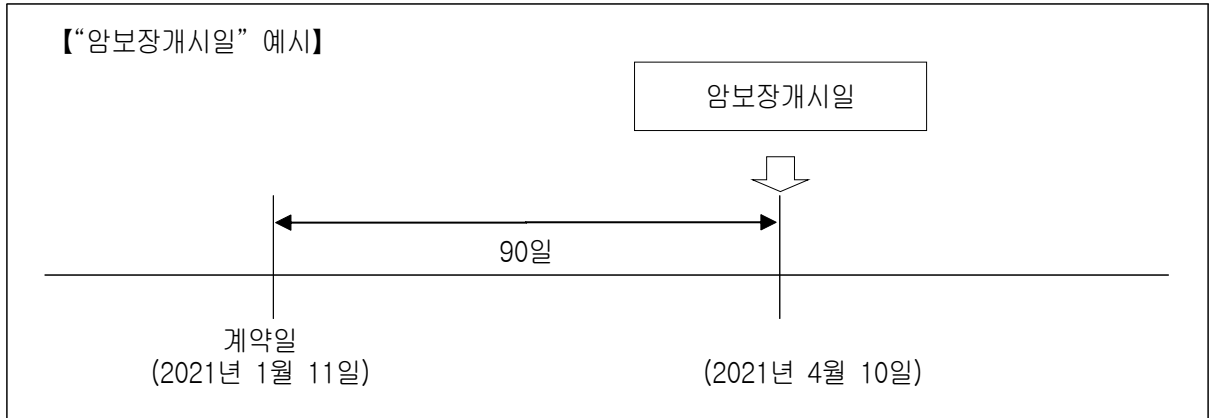 【“암보장개시일” 예시】
암보장개시일
90일
계약일
(2021년 1월 11일)
(2021년 4월 10일)